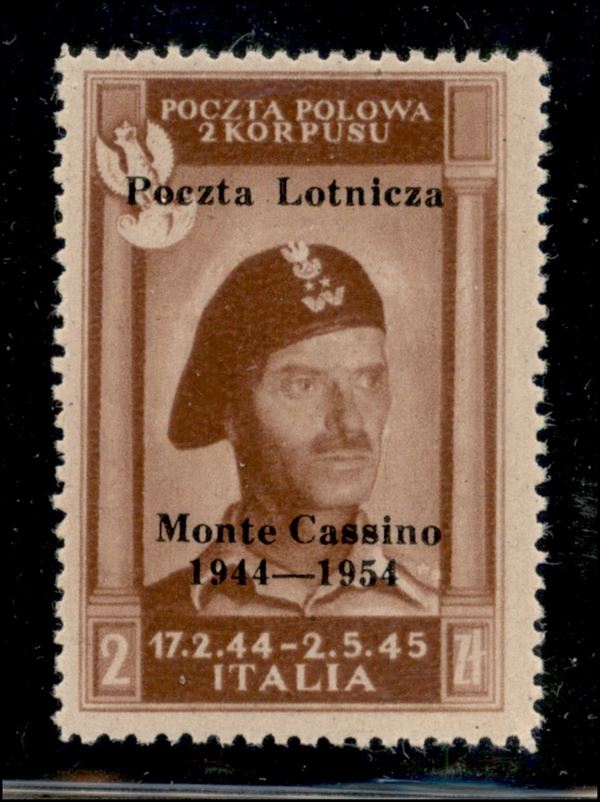 POCZTA POLOWA
2 KORPUSU
Poczta Lotnicza
Monte Cassino
1944—1954
2 17.2.44-2.5.45 Zł
ITALIA